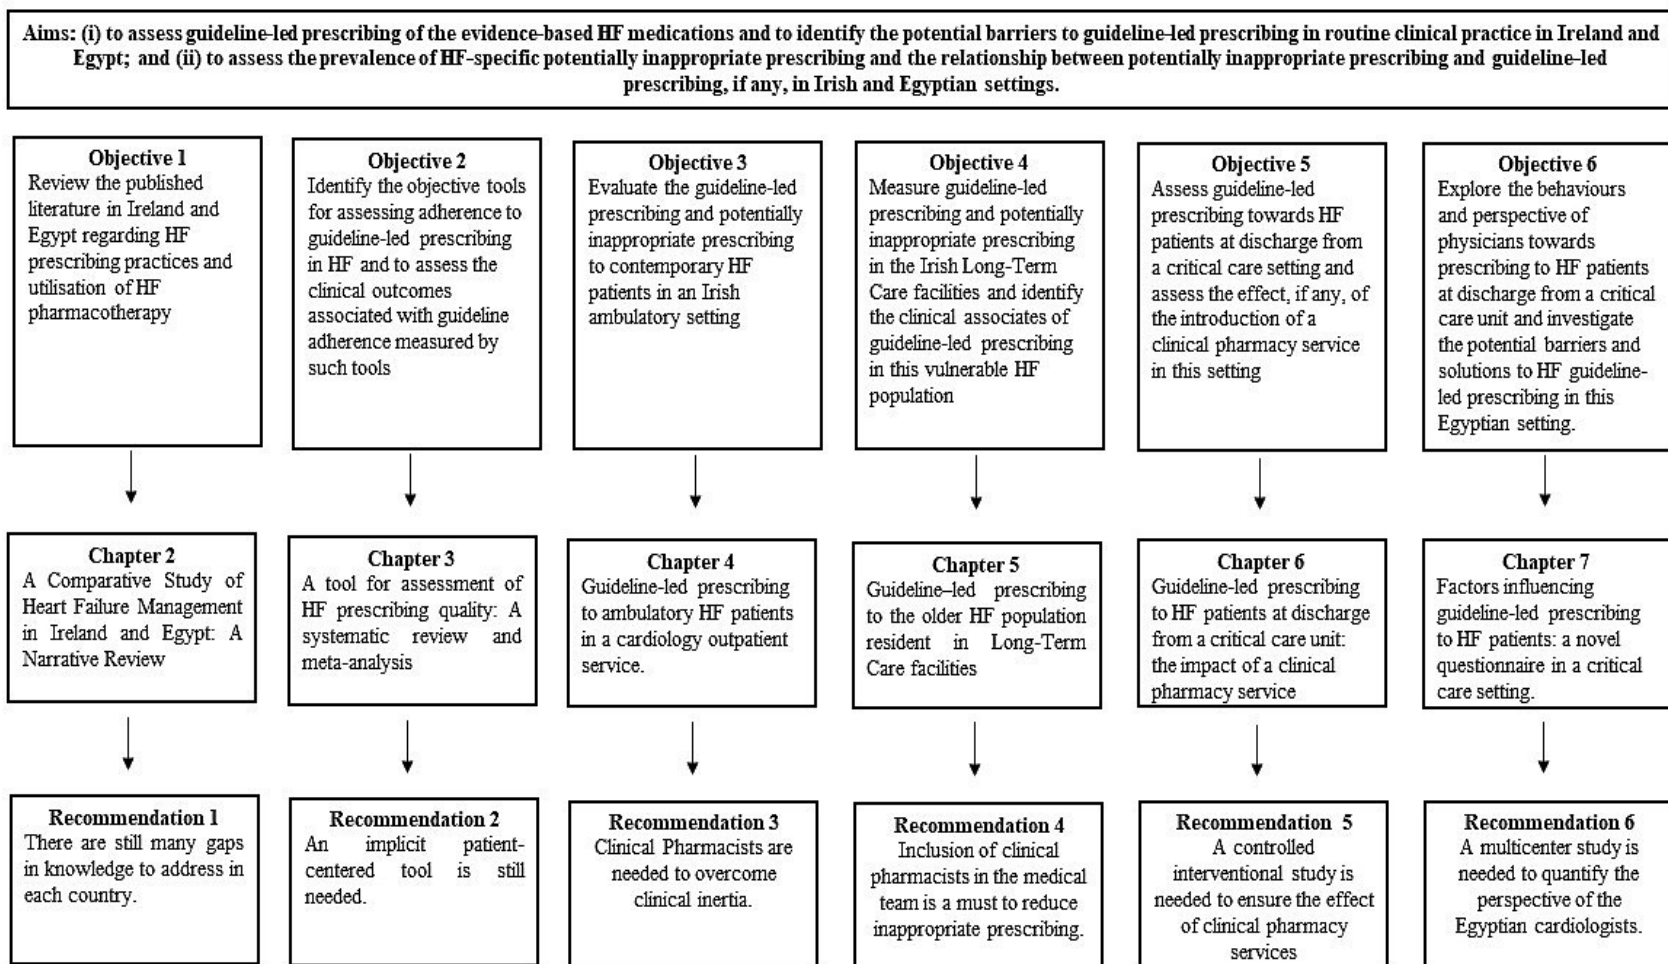 Aims: (i) to assess guideline-led prescribing of the evidence-based HF medications and to identify the potential barriers to guideline-led prescribing in routine clinical practice in Ireland and
Egypt; and (ii) to assess the prevalence of HF-specific potentially inappropriate prescribing and the relationship between potentially inappropriate prescribing and guideline-led
prescribing, if any, in Irish and Egyptian settings.
Objective 1
Review the published
literature in Ireland and
Egypt regarding HF
prescribing practices and
utilisation of HF
pharmacotherapy
Objective 2
Identify the objective tools
for assessing adherence to
guideline-led prescribing
in HF and to assess the
clinical outcomes
associated with guideline
adherence measured by
such tools
Objective 3
Evaluate the guideline-led
prescribing and potentially
inappropriate prescribing
to contemporary HF
patients in an Irish
ambulatory setting
Objective 4
Measure guideline-led
prescribing and potentially
inappropriate prescribing
in the Irish Long-Term
Care facilities and identify
the clinical associates of
guideline-led prescribing
in this vulnerable HF
population
Objective 5
Assess guideline-led
prescribing towards HF
patients at discharge from
a critical care setting and
assess the effect, if any, of
the introduction of a
clinical pharmacy service
in this setting
Objective 6
Explore the behaviours
and perspective of
physicians towards
prescribing to HF patients
at discharge from a critical
care unit and investigate
the potential barriers and
solutions to HF guideline-
led prescribing in this
Egyptian setting.
Chapter 2
A Comparative Study of
Heart Failure Management
in Ireland and Egypt: A
Narrative Review
Chapter 3
A tool for assessment of
HF prescribing quality: A
systematic review and
meta-analysis
Chapter 4
Guideline-led prescribing
to ambulatory HF patients
in a cardiology outpatient
service.
Chapter 5
Guideline–led prescribing
to the older HF population
resident in Long-Term
Care facilities
Chapter 6
Guideline-led prescribing
to HF patients at discharge
from a critical care unit:
the impact of a clinical
pharmacy service
Chapter 7
Factors influencing
guideline-led prescribing
to HF patients: a novel
questionnaire in a critical
care setting.
Recommendation 1
There are still many gaps
in knowledge to address in
each country.
Recommendation 2
An implicit patient-
centered tool is still
needed.
Recommendation 3
Clinical Pharmacists are
needed to overcome
clinical inertia.
Recommendation 4
Inclusion of clinical
pharmacists in the medical
team is a must to reduce
inappropriate prescribing.
Recommendation 5
A controlled
interventional study is
needed to ensure the effect
of clinical pharmacy
services
Recommendation 6
A multicenter study is
needed to quantify the
perspective of the
Egyptian cardiologists.